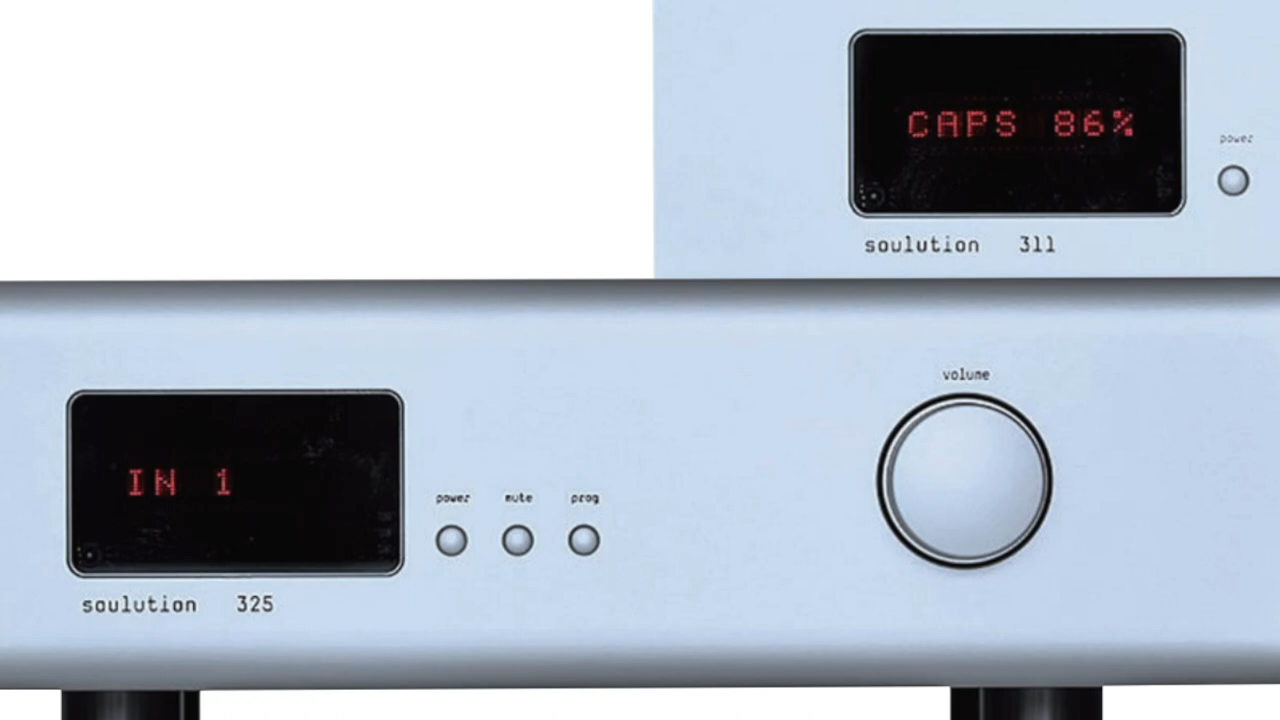 CAPS 86%
power
soulution 311
volume
IN 1
power mute prog
soulution 325